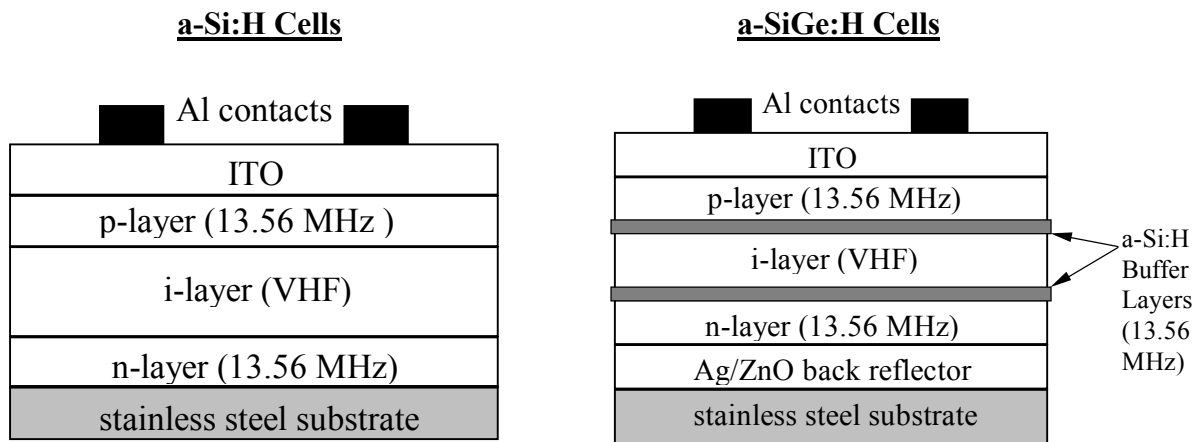 a-Si:H Cells
Al contacts
ITO
p-layer (13.56 MHz )
i-layer (VHF)
n-layer (13.56 MHz)
stainless steel substrate
a-SiGe:H Cells
Al contacts
ITO
p-layer (13.56 MHz)
i-layer (VHF)
n-layer (13.56 MHz)
Ag/ZnO back reflector
stainless steel substrate
a-Si:H
Buffer
Layers
(13.56
MHz)